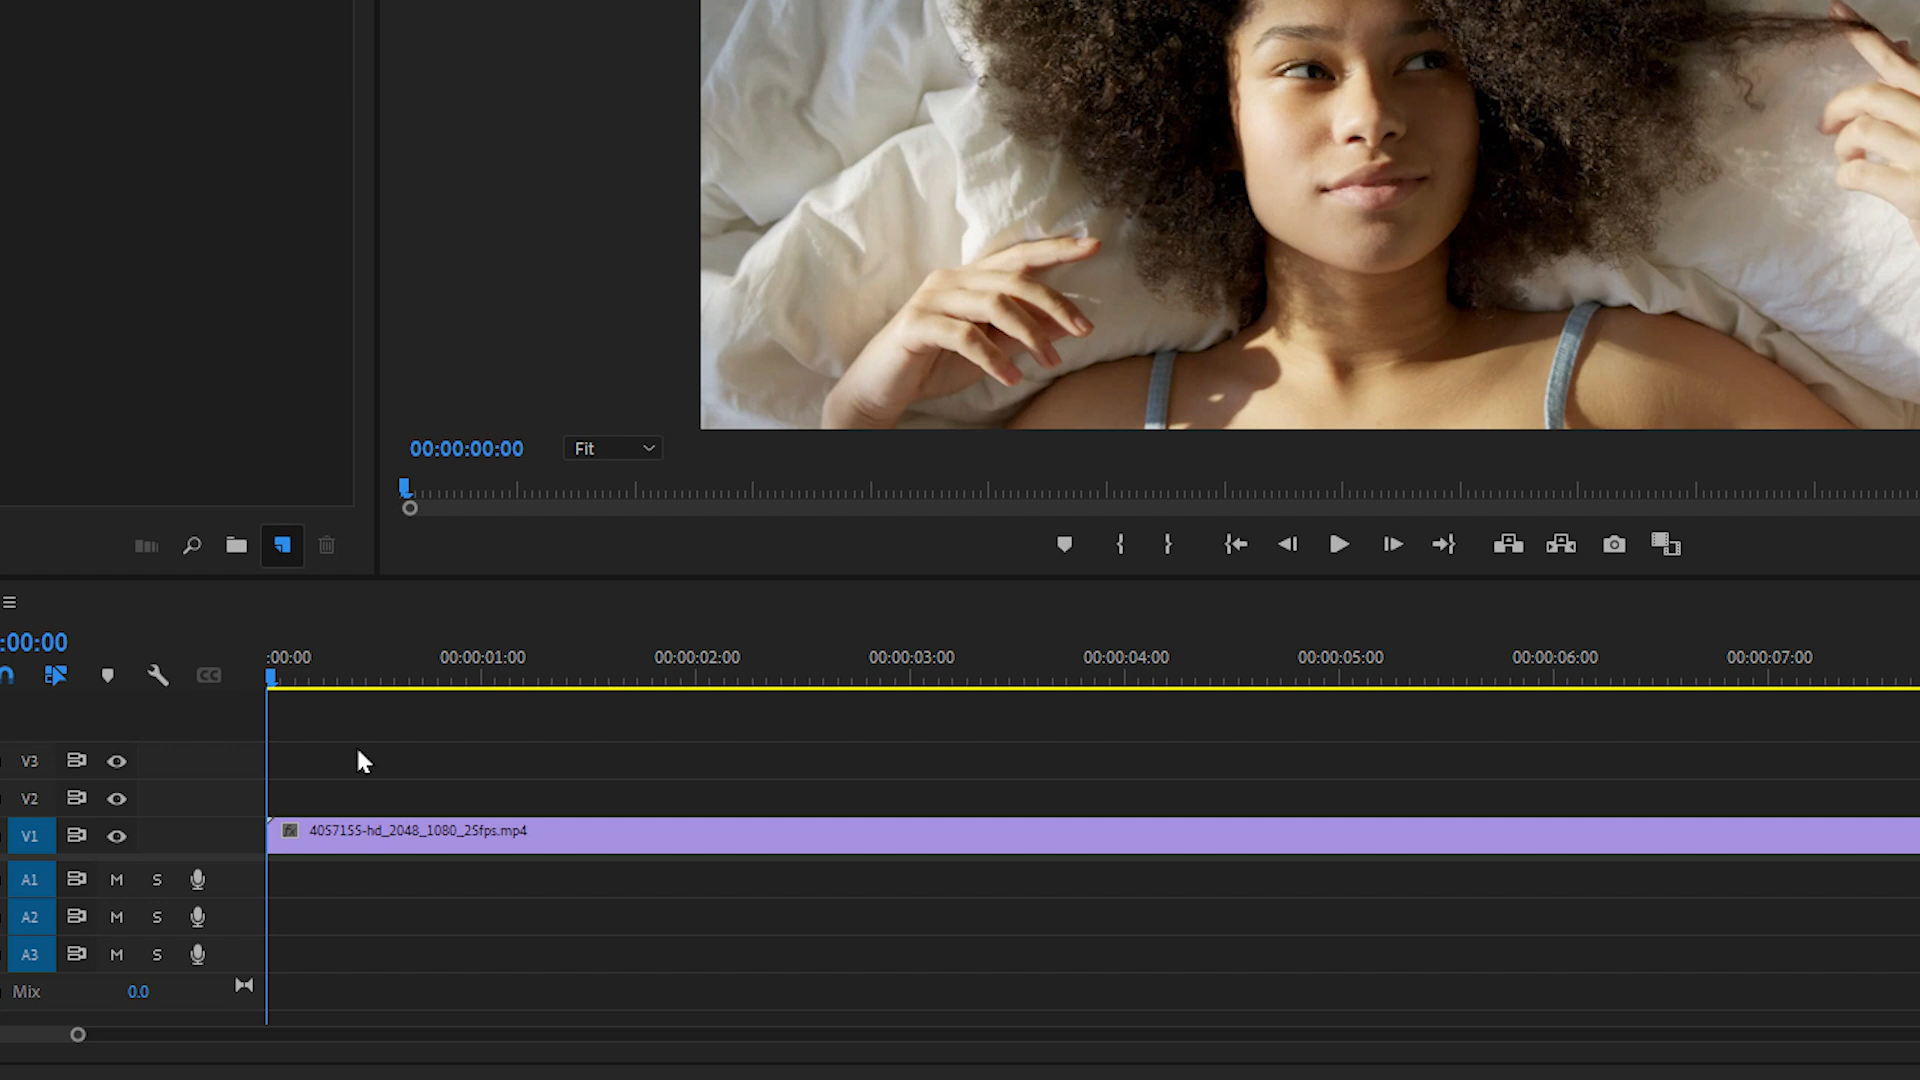 00:00:00:00 Fit
:00:00
:00:00 00:00:01:00 00:00:02:00 00:00:03:00 00:00:04:00 00:00:05:00 00:00:06:00 00:00:07:00
CC
V3
V2
V1 fx 4057155-hd_2048_1080_25fps.mp4
A1 M S
A2 M S
A3 M S
Mix 0.0